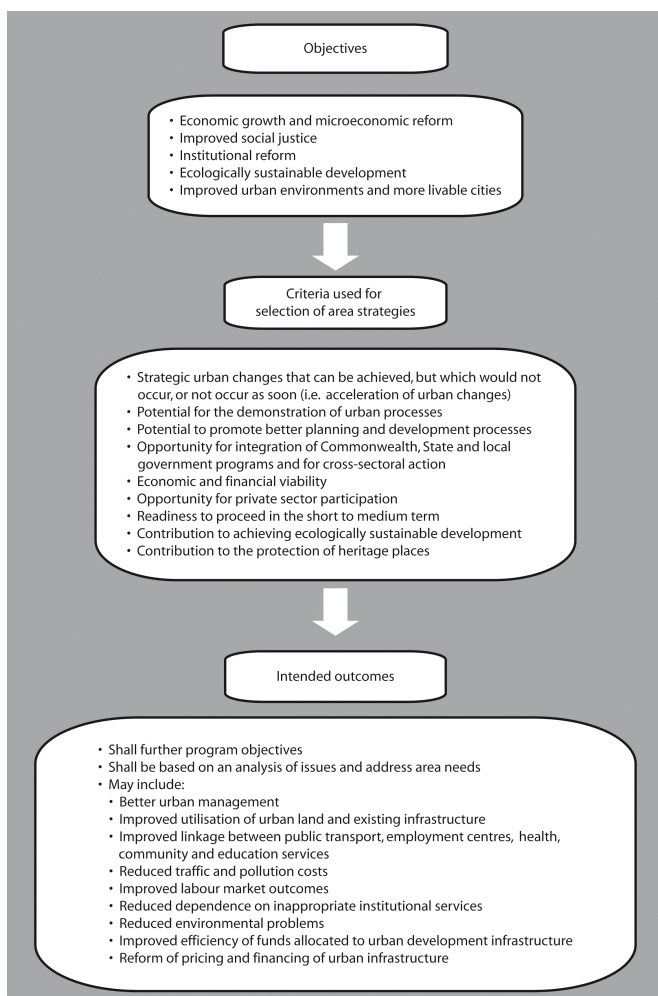 Objectives
• Economic growth and microeconomic reform
• Improved social justice
• Institutional reform
• Ecologically sustainable development
• Improved urban environments and more livable cities
Criteria used for
selection of area strategies
• Strategic urban changes that can be achieved, but which would not
occur, or not occur as soon (i.e. acceleration of urban changes)
• Potential for the demonstration of urban processes
• Potential to promote better planning and development processes
• Opportunity for integration of Commonwealth, State and local
government programs and for cross-sectoral action
• Economic and financial viability
• Opportunity for private sector participation
• Readiness to proceed in the short to medium term
• Contribution to achieving ecologically sustainable development
• Contribution to the protection of heritage places
Intended outcomes
• Shall further program objectives
• Shall be based on an analysis of issues and address area needs
• May include:
• Better urban management
• Improved utilisation of urban land and existing infrastructure
• Improved linkage between public transport, employment centres, health,
community and education services
• Reduced traffic and pollution costs
• Improved labour market outcomes
• Reduced dependence on inappropriate institutional services
• Reduced environmental problems
• Improved efficiency of funds allocated to urban development infrastructure
• Reform of pricing and financing of urban infrastructure